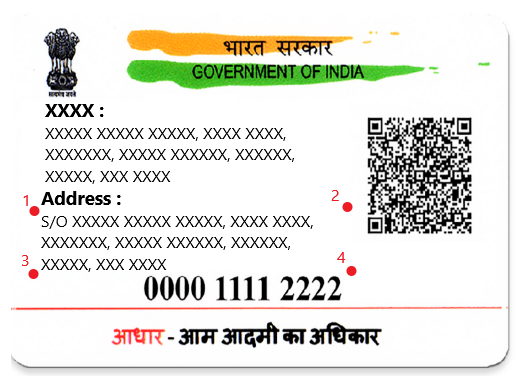 भारत सरकार
GOVERNMENT OF INDIA
सत्यमेव जयते
XXXX :
XXXXX XXXXX XXXXX, XXXX XXXX,
XXXXXXX, XXXXX XXXXXX, XXXXXX,
XXXXX, XXX XXXX
1
2
Address :
S/O XXXXX XXXXX XXXXX, XXXX XXXX,
XXXXXXX, XXXXX XXXXXX, XXXXXX,
3
4
XXXXX, XXX XXXX
0000 1111 2222
आधार - आम आदमी का अधिकार